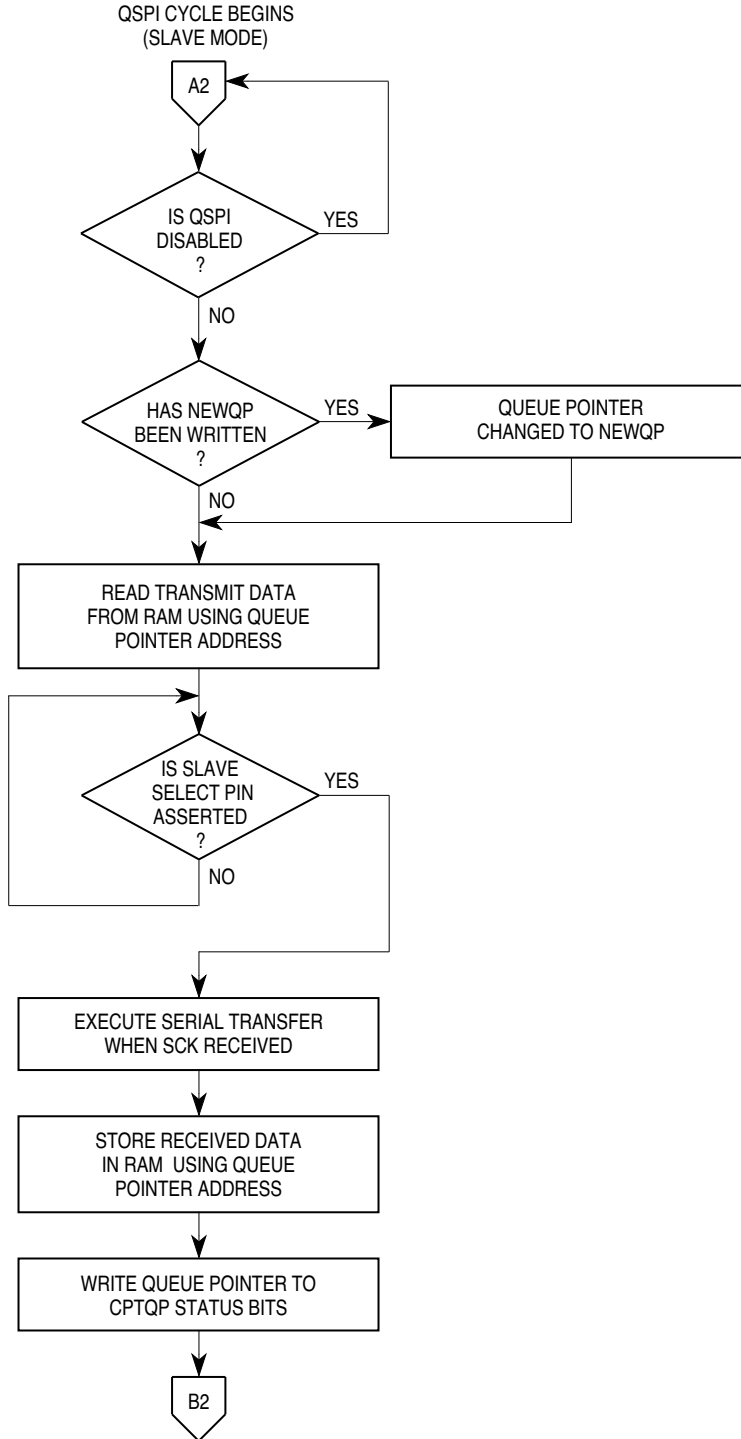 QSPI CYCLE BEGINS
(SLAVE MODE)
A2
IS QSPI
DISABLED
?
YES
NO
HAS NEWQP
BEEN WRITTEN
?
YES
QUEUE POINTER
CHANGED TO NEWQP
NO
READ TRANSMIT DATA
FROM RAM USING QUEUE
POINTER ADDRESS
IS SLAVE
SELECT PIN
ASSERTED
?
YES
NO
EXECUTE SERIAL TRANSFER
WHEN SCK RECEIVED
STORE RECEIVED DATA
IN RAM USING QUEUE
POINTER ADDRESS
WRITE QUEUE POINTER TO
CPTQP STATUS BITS
B2